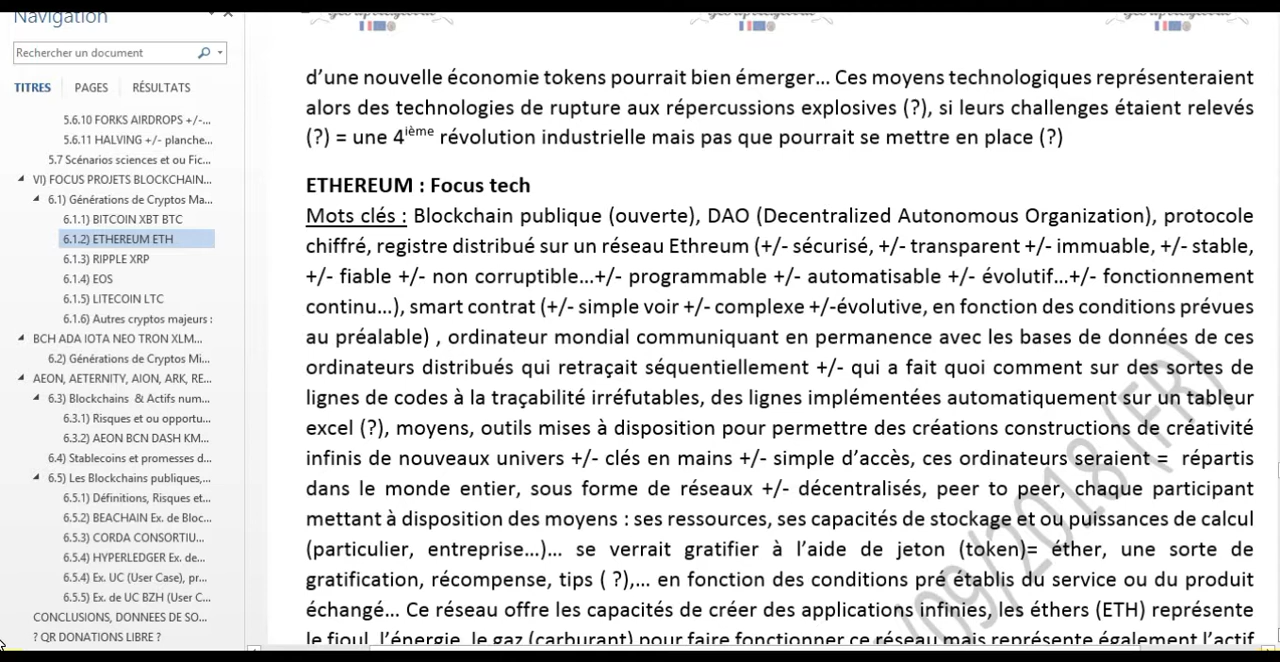 Navigation
Rechercher un document
TITRES PAGES RÉSULTATS
5.6.10 FORKS AIRDROPS +/-...
5.6.11 HALVING +/- planche...
5.7 Scénarios sciences et ou Fic...
VI) FOCUS PROJETS BLOCKCHAIN...
6.1) Générations de Cryptos Ma...
6.1.1) BITCOIN XBT BTC
6.1.2) ETHEREUM ETH
6.1.3) RIPPLE XRP
6.1.4) EOS
6.1.5) LITECOIN LTC
6.1.6) Autres cryptos majeurs :
BCH ADA IOTA NEO TRON XLM...
6.2) Générations de Cryptos Mi...
AEON, AETERNITY, AION, ARK, RE...
6.3) Blockchains & Actifs num...
6.3.1) Risques et ou opportu...
6.3.2) AEON BCN DASH KM...
6.4) Stablecoins et promesses d...
6.5) Les Blockchains publiques,...
6.5.1) Définitions, Risques et...
6.5.2) BEACHAIN Ex. de Bloc...
6.5.3) CORDA CONSORTIU...
6.5.4) HYPERLEDGER Ex. de...
6.5.4) Ex. UC (User Case), pr...
6.5.5) Ex. de UC BZH (User C...
CONCLUSIONS, DONNEES DE SO...
? QR DONATIONS LIBRE ?
d'une nouvelle économie tokens pourrait bien émerger... Ces moyens technologiques représenteraient
alors des technologies de rupture aux répercussions explosives (?), si leurs challenges étaient relevés
(?) = une 4ième révolution industrielle mais pas que pourrait se mettre en place (?)
ETHEREUM : Focus tech
Mots clés : Blockchain publique (ouverte), DAO (Decentralized Autonomous Organization), protocole
chiffré, registre distribué sur un réseau Ethreum (+/- sécurisé, +/- transparent +/- immuable, +/- stable,
+/- fiable +/- non corruptible...+/- programmable +/- automatisable +/- évolutif...+/- fonctionnement
continu...), smart contrat (+/- simple voir +/- complexe +/-évolutive, en fonction des conditions prévues
au préalable) , ordinateur mondial communiquant en permanence avec les bases de données de ces
ordinateurs distribués qui retraçait séquentiellement +/- qui a fait quoi comment sur des sortes de
lignes de codes à la traçabilité irréfutables, des lignes implémentées automatiquement sur un tableur
excel (?), moyens, outils mises à disposition pour permettre des créations constructions de créativité
infinis de nouveaux univers +/- clés en mains +/- simple d'accès, ces ordinateurs seraient = répartis
dans le monde entier, sous forme de réseaux +/- décentralisés, peer to peer, chaque participant
mettant à disposition des moyens : ses ressources, ses capacités de stockage et ou puissances de calcul
(particulier, entreprise...)... se verrait gratifier à l'aide de jeton (token)= éther, une sorte de
gratification, récompense, tips ( ?),... en fonction des conditions pré établis du service ou du produit
échangé... Ce réseau offre les capacités de créer des applications infinies, les éthers (ETH) représente
le fioul, l'énergie, le gaz (carburant) pour faire fonctionner ce réseau mais représente également l'actif
/09/2018 (FR)